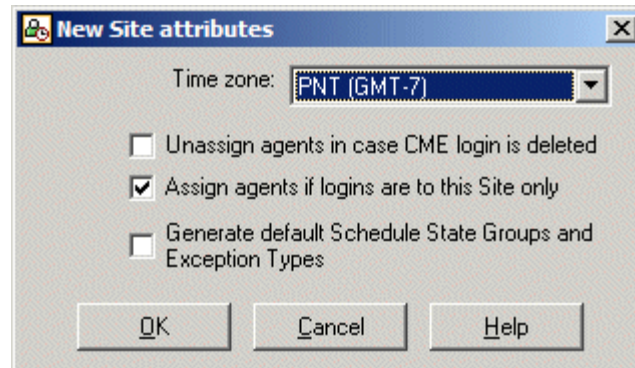 New Site attributes
Time zone: PNT (GMT-7)
Unassign agents in case CME login is deleted
Assign agents if logins are to this Site only
Generate default Schedule State Groups and
Exception Types
OK Cancel Help